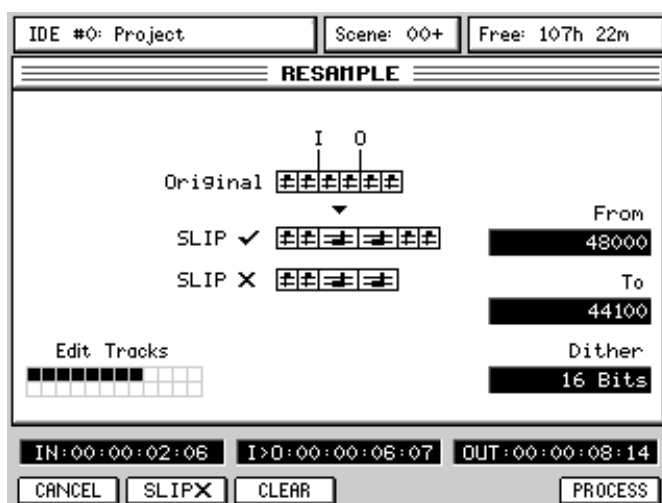 IDE #0: Project Scene: 00+ Free: 107h 22m
RESAMPLE
I O
Original
SLIP ✓
SLIP X
From
48000
To
44100
Edit Tracks
Dither
16 Bits
IN:00:00:02:06 I>O:00:00:06:07 OUT:00:00:08:14
CANCEL SLIPX CLEAR PROCESS